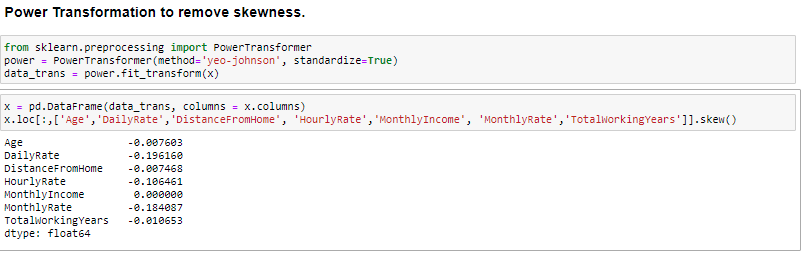 Power Transformation to remove skewness.
from sklearn.preprocessing import PowerTransformer
power = PowerTransformer(method='yeo-johnson', standardize=True)
data_trans = power.fit_transform(x)
x = pd.DataFrame(data_trans, columns = x.columns)
x.loc[:,['Age','DailyRate','DistanceFromHome', 'HourlyRate','MonthlyIncome', 'MonthlyRate','TotalWorkingYears']].skew()
Age -0.007603
DailyRate -0.196160
DistanceFromHome -0.007468
HourlyRate -0.106461
MonthlyIncome 0.000000
MonthlyRate -0.184087
TotalWorkingYears -0.010653
dtype: float64